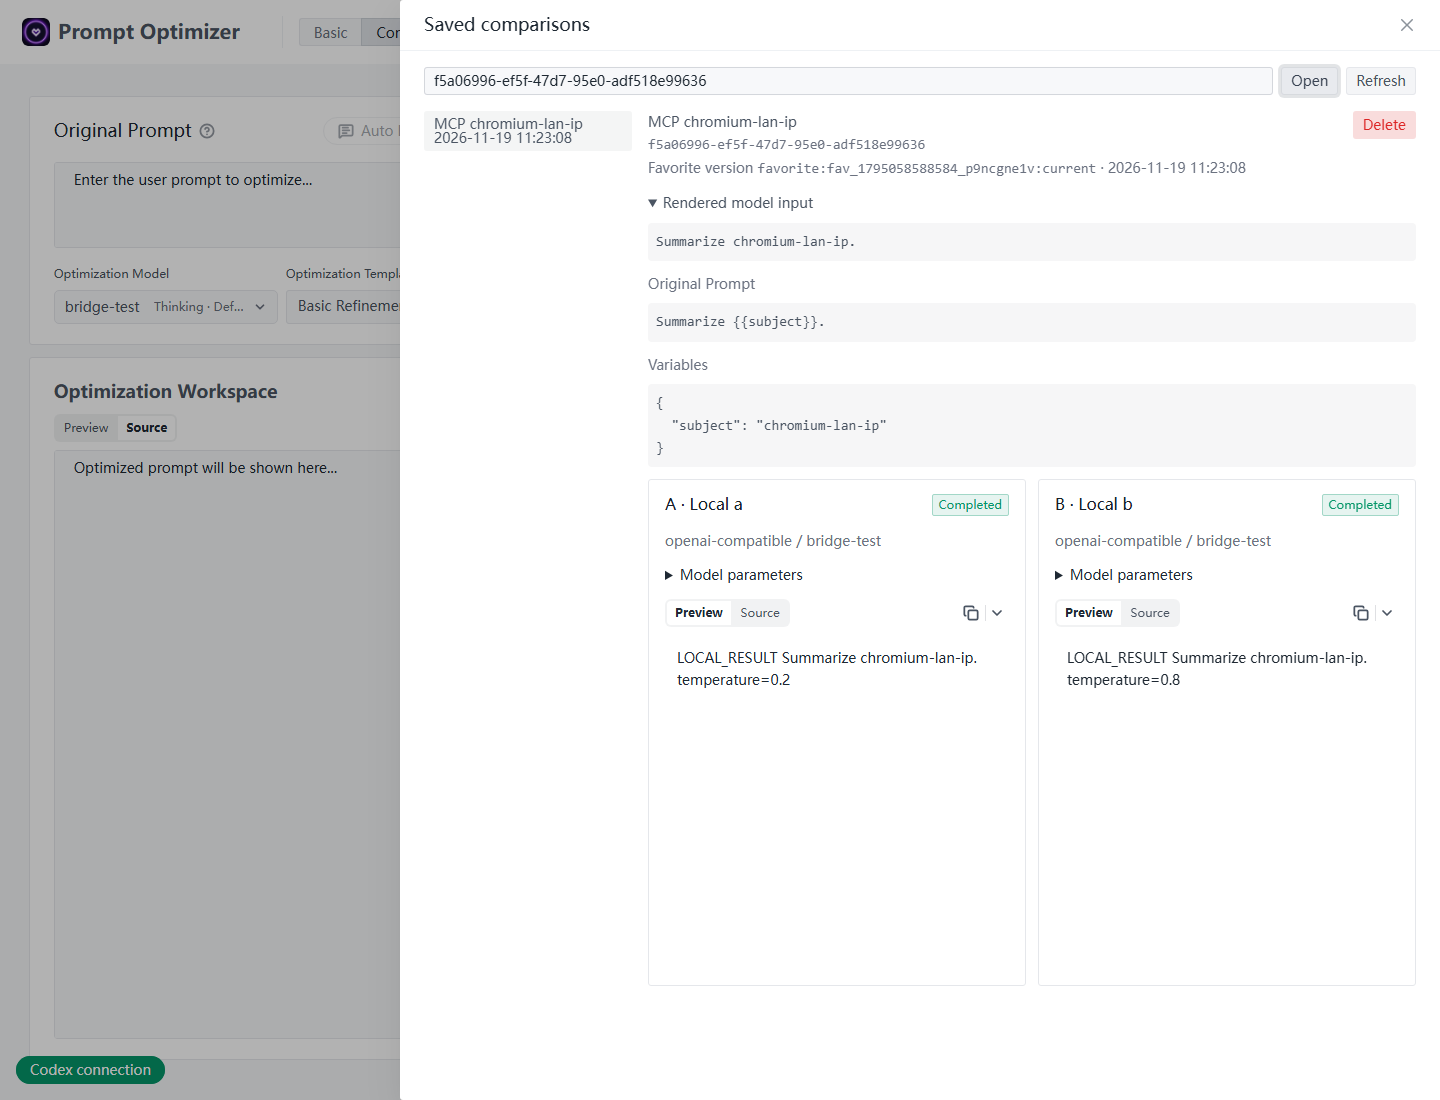 Prompt Optimizer
Basic
Con
Original Prompt
Auto
Enter the user prompt to optimize...
Optimization Model
Optimization Templa
bridge-test Thinking · Def...
Basic Refineme
Optimization Workspace
Preview
Source
Optimized prompt will be shown here...
Codex connection
Saved comparisons
f5a06996-ef5f-47d7-95e0-adf518e99636
Open
Refresh
MCP chromium-lan-ip
2026-11-19 11:23:08
MCP chromium-lan-ip
Delete
f5a06996-ef5f-47d7-95e0-adf518e99636
Favorite version favorite:fav_1795058588584_p9ncgne1v:current · 2026-11-19 11:23:08
Rendered model input
Summarize chromium-lan-ip.
Original Prompt
Summarize {{subject}}.
Variables
{
"subject": "chromium-lan-ip"
}
A · Local a
Completed
openai-compatible / bridge-test
Model parameters
Preview
Source
LOCAL_RESULT Summarize chromium-lan-ip.
temperature=0.2
B · Local b
Completed
openai-compatible / bridge-test
Model parameters
Preview
Source
LOCAL_RESULT Summarize chromium-lan-ip.
temperature=0.8